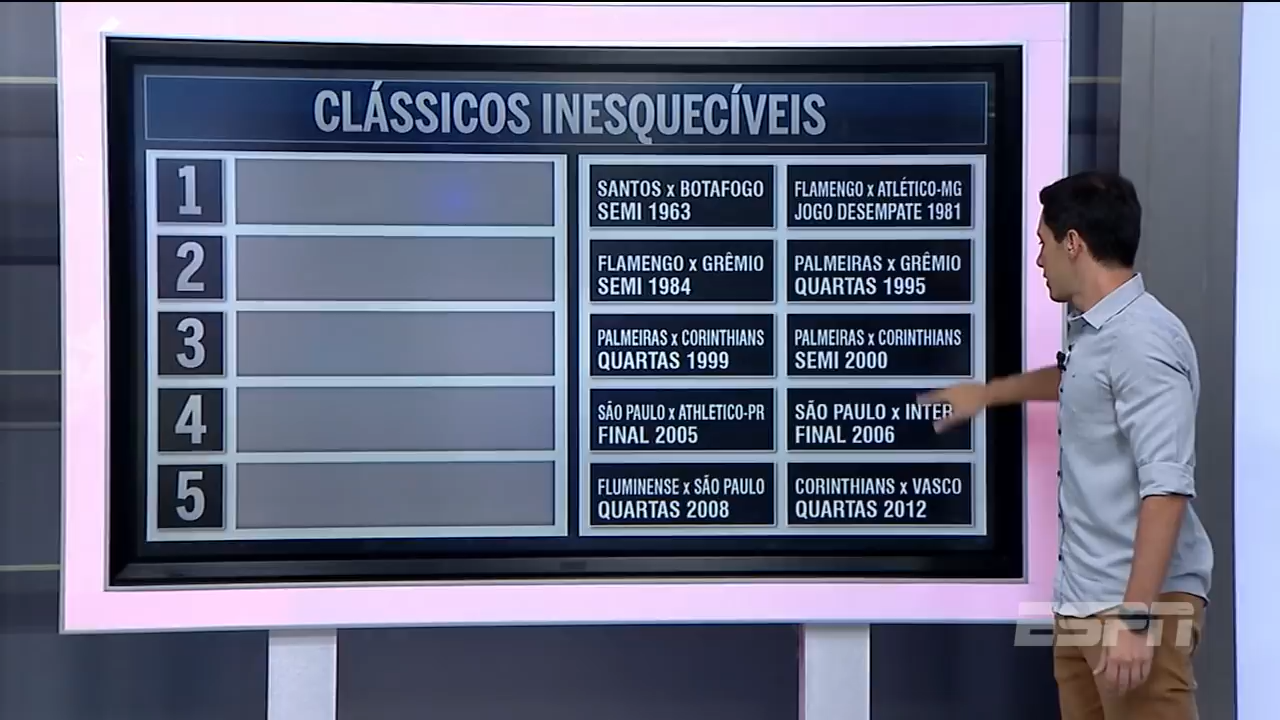 CLÁSSICOS INESQUECÍVEIS
1
2
3
4
5
SANTOS x BOTAFOGO
SEMI 1963
FLAMENGO x ATLÉTICO-MG
JOGO DESEMPATE 1981
FLAMENGO x GRÊMIO
SEMI 1984
PALMEIRAS x GRÊMIO
QUARTAS 1995
PALMEIRAS x CORINTHIANS
QUARTAS 1999
PALMEIRAS x CORINTHIANS
SEMI 2000
SÃO PAULO x ATHLETICO-PR
FINAL 2005
SÃO PAULO x INTER
FINAL 2006
FLUMINENSE x SÃO PAULO
QUARTAS 2008
CORINTHIANS x VASCO
QUARTAS 2012
ESPN